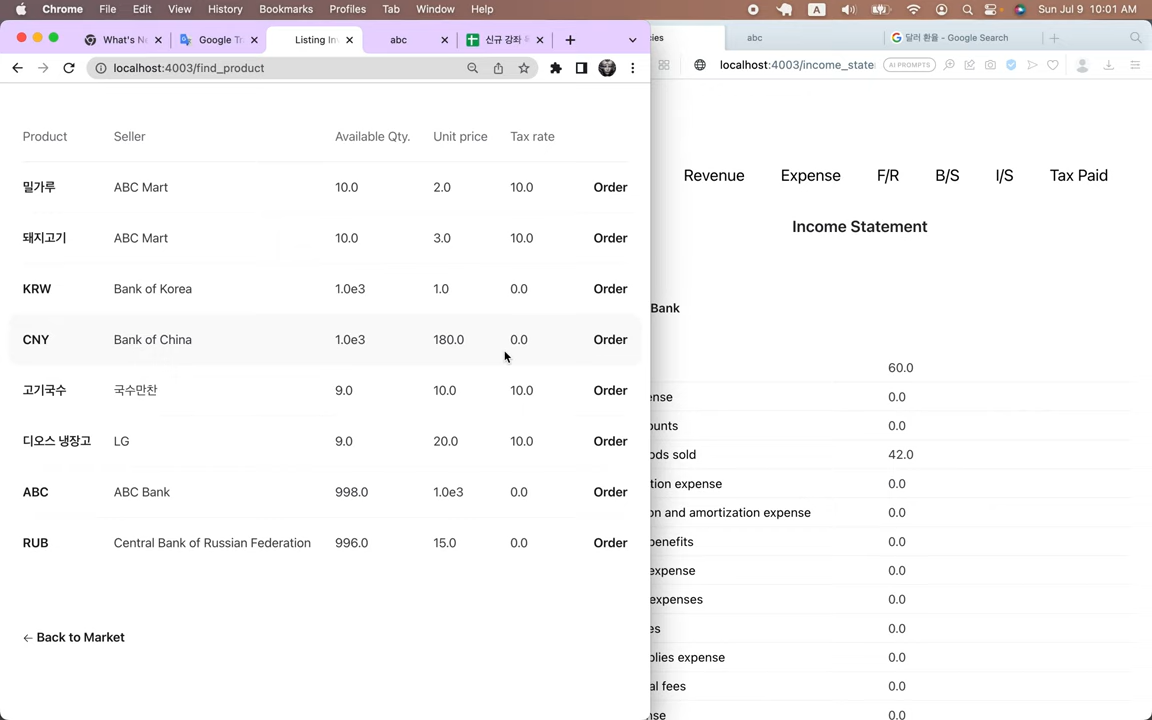 Chrome File Edit View History Bookmarks Profiles Tab Window Help A Sun Jul 9 10:01 AM
What's N Google Tr Listing In abc 신규 강좌
cies abc 달러 환율 - Google Search
localhost:4003/find_product
localhost:4003/income_state AI PROMPTS
Product Seller Available Qty. Unit price Tax rate
밀가루 ABC Mart 10.0 2.0 10.0 Order
돼지고기 ABC Mart 10.0 3.0 10.0 Order
KRW Bank of Korea 1.0e3 1.0 0.0 Order
CNY Bank of China 1.0e3 180.0 0.0 Order
고기국수 국수만찬 9.0 10.0 10.0 Order
디오스 냉장고 LG 9.0 20.0 10.0 Order
ABC ABC Bank 998.0 1.0e3 0.0 Order
RUB Central Bank of Russian Federation 996.0 15.0 0.0 Order
← Back to Market
Revenue Expense F/R B/S I/S Tax Paid
Income Statement
Bank
60.0
ense 0.0
ounts 0.0
ods sold 42.0
tion expense 0.0
on and amortization expense 0.0
benefits 0.0
expense 0.0
expenses 0.0
es 0.0
plies expense 0.0
al fees 0.0
nse 0.0